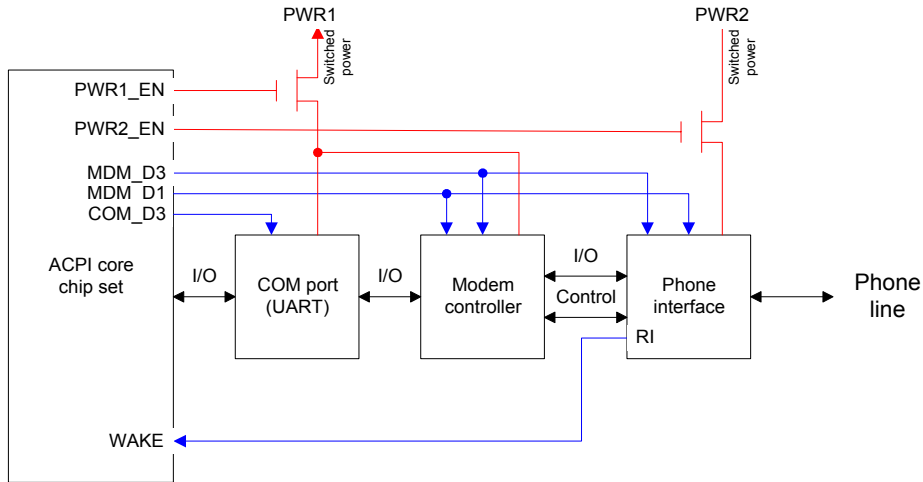 PWR1
PWR2
Switched
power
Switched
power
PWR1_EN
PWR2_EN
MDM_D3
MDM_D1
COM_D3
ACPI core
chip set
I/O
COM port
(UART)
I/O
Modem
controller
I/O
Control
Phone
interface
RI
Phone
line
WAKE